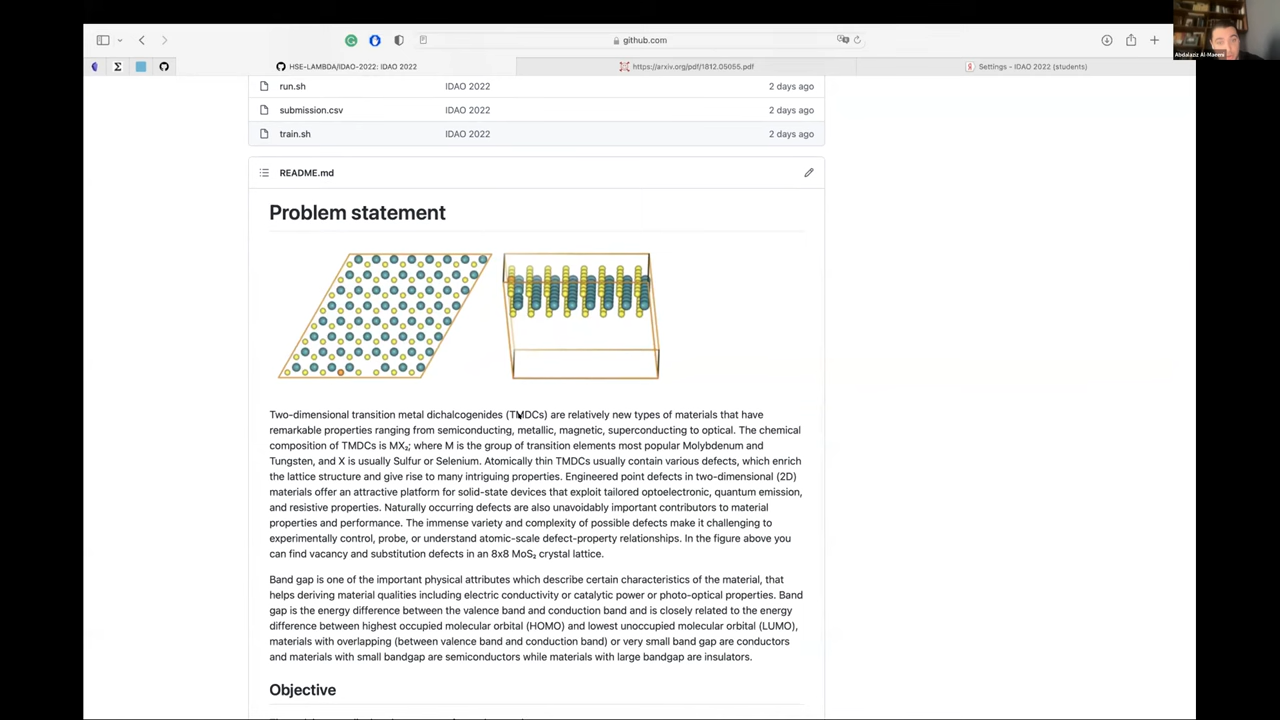 github.com
Abdalaziz Al-Maeeni
HSE-LAMBDA/IDAO-2022: IDAO 2022
https://arxiv.org/pdf/1812.05055.pdf
Settings - IDAO 2022 (students)
run.sh IDAO 2022 2 days ago
submission.csv IDAO 2022 2 days ago
train.sh IDAO 2022 2 days ago
README.md
Problem statement
Two-dimensional transition metal dichalcogenides (TMDCs) are relatively new types of materials that have
remarkable properties ranging from semiconducting, metallic, magnetic, superconducting to optical. The chemical
composition of TMDCs is MX₂; where M is the group of transition elements most popular Molybdenum and
Tungsten, and X is usually Sulfur or Selenium. Atomically thin TMDCs usually contain various defects, which enrich
the lattice structure and give rise to many intriguing properties. Engineered point defects in two-dimensional (2D)
materials offer an attractive platform for solid-state devices that exploit tailored optoelectronic, quantum emission,
and resistive properties. Naturally occurring defects are also unavoidably important contributors to material
properties and performance. The immense variety and complexity of possible defects make it challenging to
experimentally control, probe, or understand atomic-scale defect-property relationships. In the figure above you
can find vacancy and substitution defects in an 8x8 MoS₂ crystal lattice.
Band gap is one of the important physical attributes which describe certain characteristics of the material, that
helps deriving material qualities including electric conductivity or catalytic power or photo-optical properties. Band
gap is the energy difference between the valence band and conduction band and is closely related to the energy
difference between highest occupied molecular orbital (HOMO) and lowest unoccupied molecular orbital (LUMO),
materials with overlapping (between valence band and conduction band) or very small band gap are conductors
and materials with small bandgap are semiconductors while materials with large bandgap are insulators.
Objective